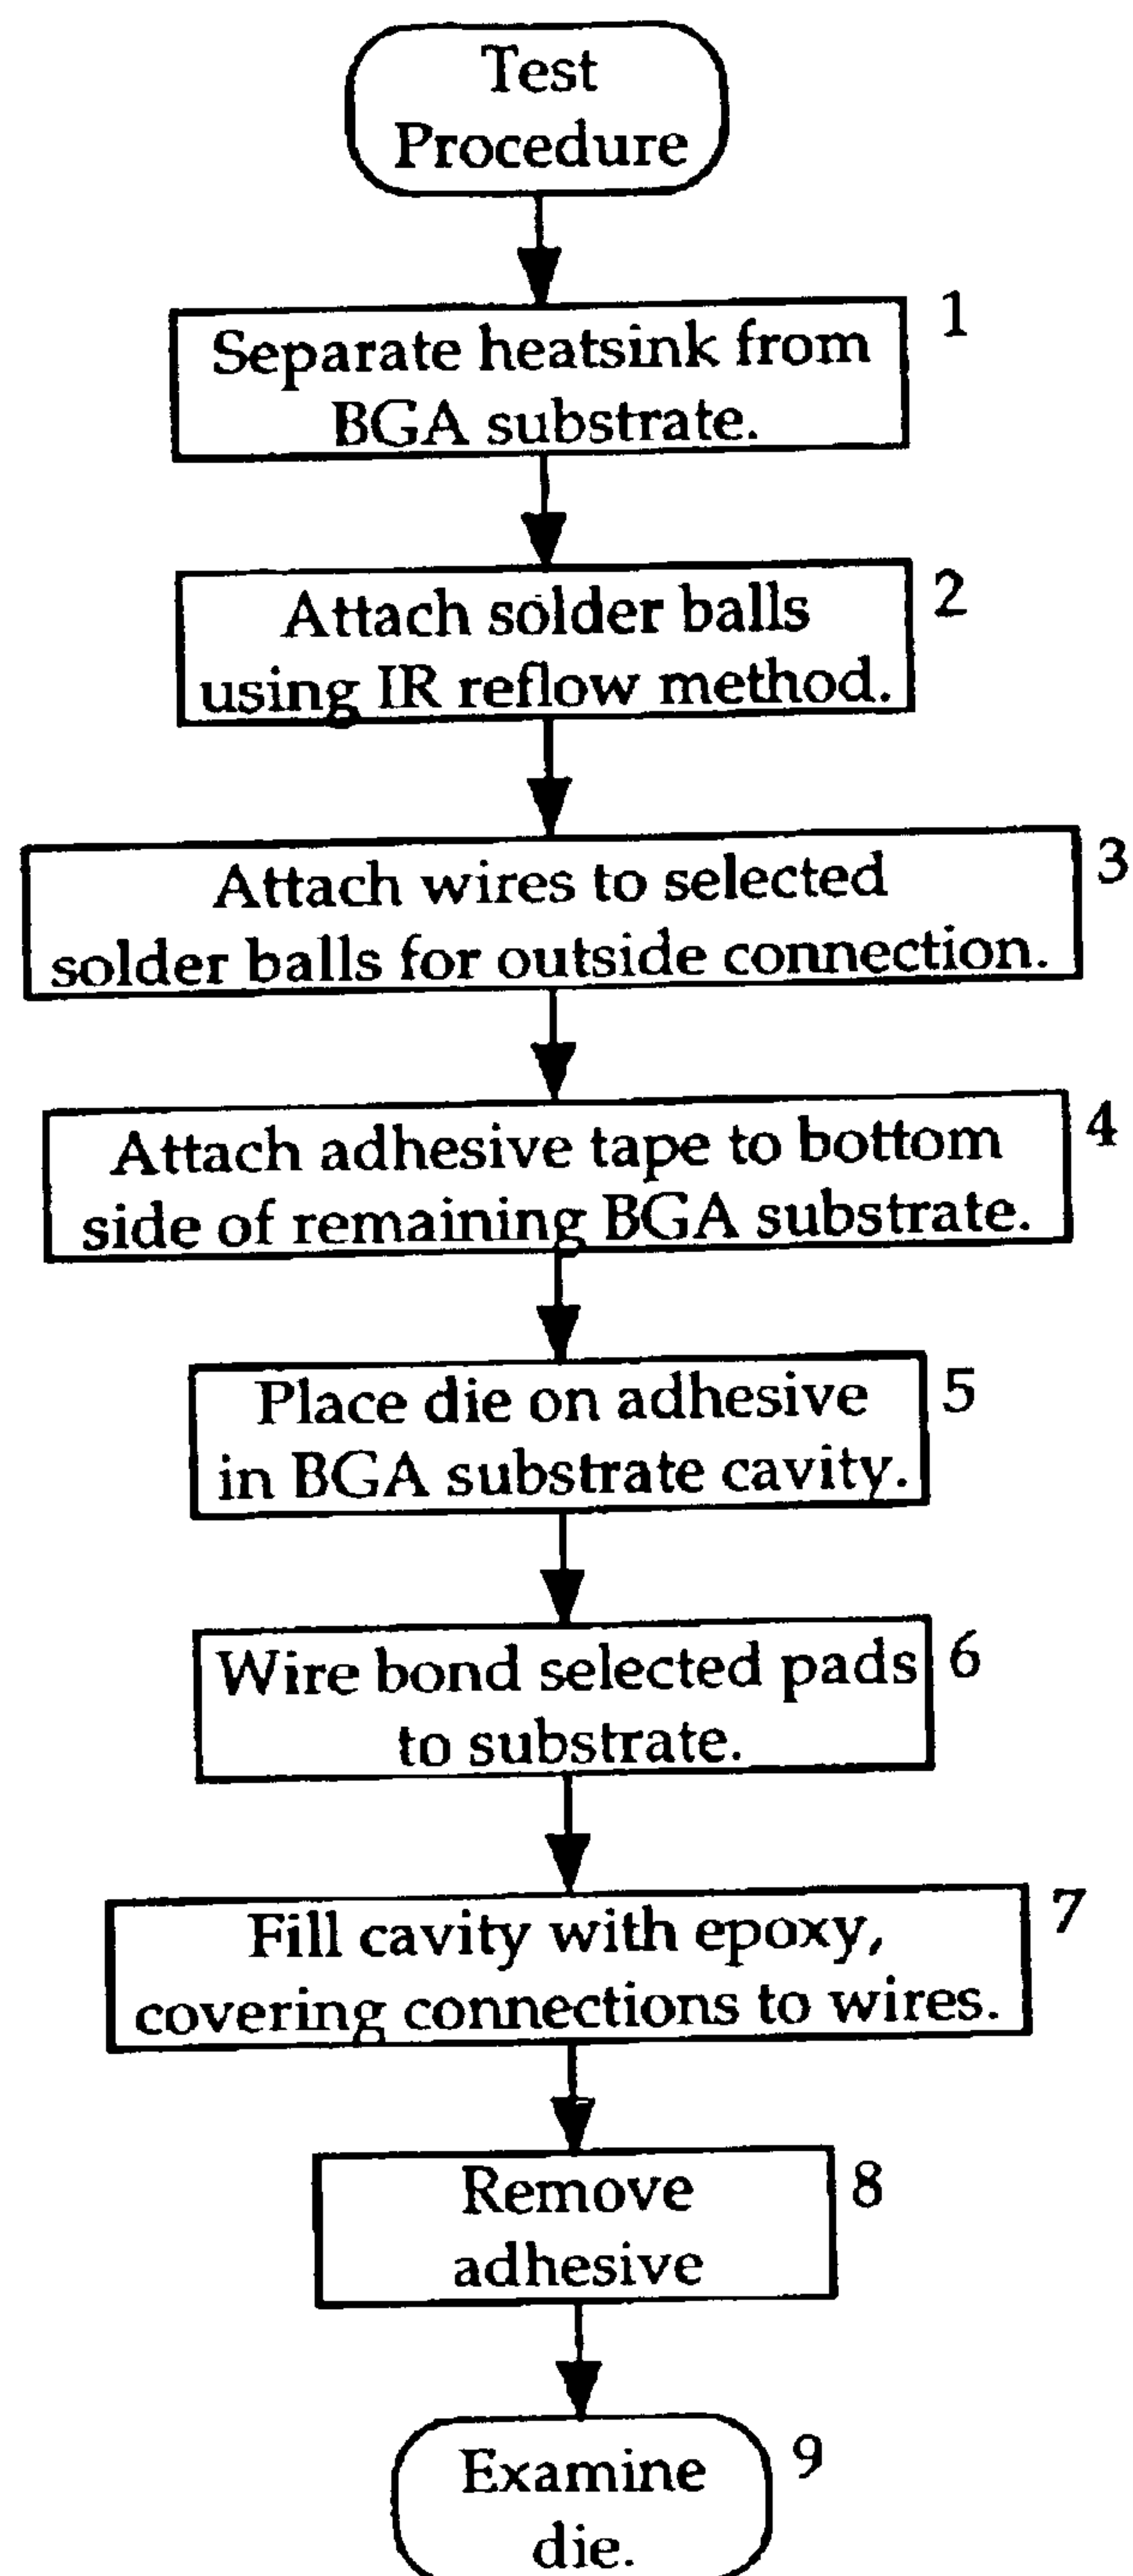 Test
Procedure
1
Separate heatsink from
BGA substrate.
2
Attach solder balls
using IR reflow method.
3
Attach wires to selected
solder balls for outside connection.
4
Attach adhesive tape to bottom
side of remaining BGA substrate.
5
Place die on adhesive
in BGA substrate cavity.
6
Wire bond selected pads
to substrate.
7
Fill cavity with epoxy,
covering connections to wires.
8
Remove
adhesive
9
Examine
die.